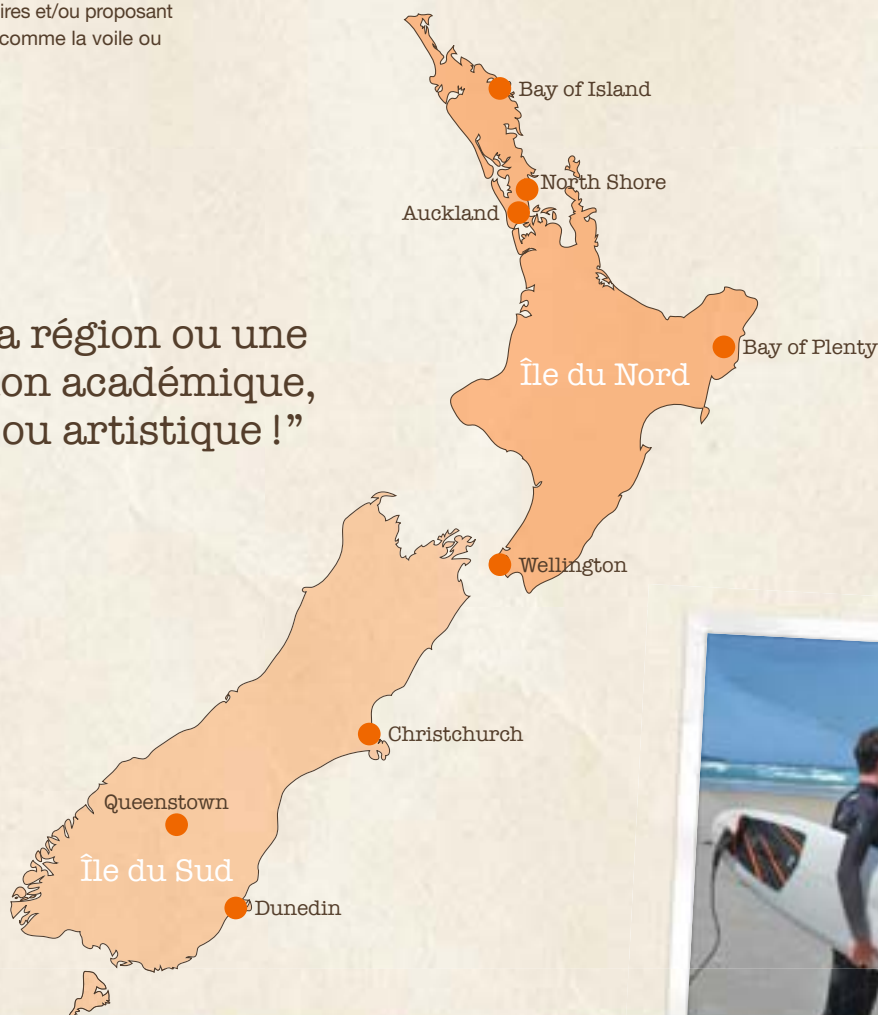 ires et/ou proposant
comme la voile ou
Bay of Island
North Shore
Auckland
a région ou une
on académique,
ou artistique !”
Bay of Plenty
Île du Nord
Wellington
Christchurch
Queenstown
Île du Sud
Dunedin